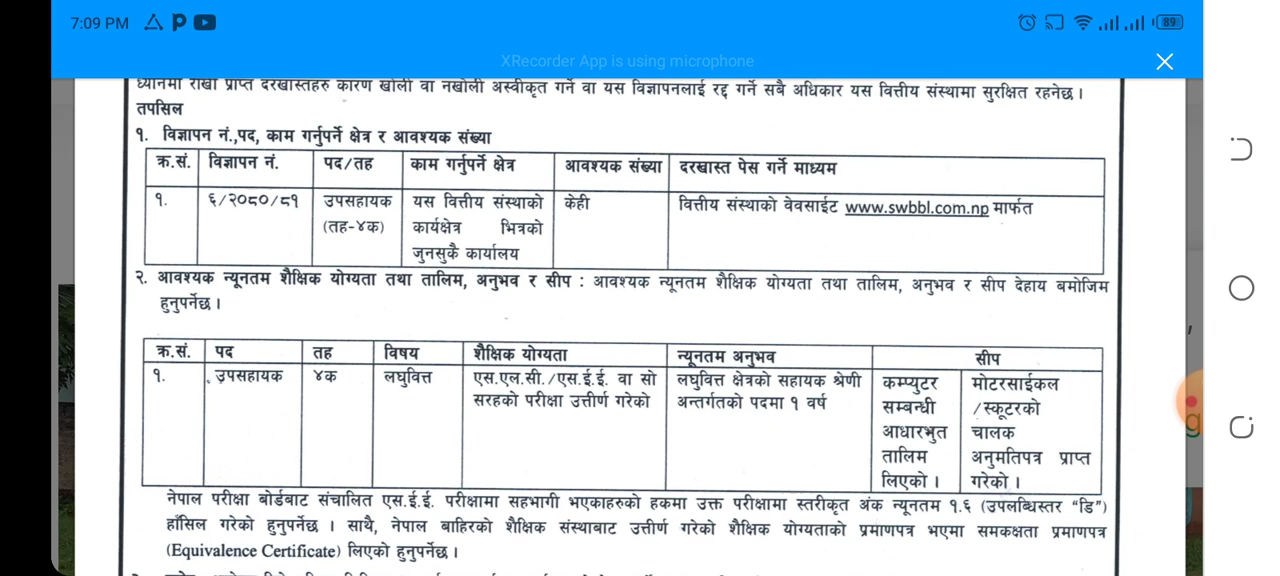 7:09 PM
89
XRecorder App is using microphone
ध्यानमा राखी प्राप्त दरखास्तहरु कारण खोली वा नखोली अस्वीकृत गर्ने वा यस विज्ञापनलाई रद्द गर्ने सबै अधिकार यस वित्तीय संस्थामा सुरक्षित रहनेछ ।
तपसिल
१. विज्ञापन नं.,पद, काम गर्नुपर्ने क्षेत्र र आवश्यक संख्या
क्र.सं. विज्ञापन नं. पद/तह काम गर्नुपर्ने क्षेत्र आवश्यक संख्या दरखास्त पेस गर्ने माध्यम
१. ६/२०८०/८१ उपसहायक यस वित्तीय संस्थाको केही वित्तीय संस्थाको वेवसाईट www.swbbl.com.np मार्फत
(तह-४क) कार्यक्षेत्र भित्रको
जुनसुकै कार्यालय
२. आवश्यक न्यूनतम शैक्षिक योग्यता तथा तालिम, अनुभव र सीप : आवश्यक न्यूनतम शैक्षिक योग्यता तथा तालिम, अनुभव र सीप देहाय बमोजिम
हुनुपर्नेछ ।
क्र.सं. पद तह विषय शैक्षिक योग्यता न्यूनतम अनुभव सीप
१. उपसहायक ४क लघुवित्त एस.एल.सी./एस.ई.ई. वा सो लघुवित्त क्षेत्रको सहायक श्रेणी कम्प्युटर मोटरसाईकल
सरहको परीक्षा उत्तीर्ण गरेको अन्तर्गतको पदमा १ वर्ष सम्बन्धी /स्कूटरको
आधारभुत चालक
तालिम अनुमतिपत्र प्राप्त
लिएको । गरेको ।
नेपाल परीक्षा बोर्डबाट संचालित एस.ई.ई. परीक्षामा सहभागी भएकाहरुको हकमा उक्त परीक्षामा स्तरीकृत अंक न्यूनतम १.६ (उपलब्धिस्तर “डि”)
हाँसिल गरेको हुनुपर्नेछ । साथै, नेपाल बाहिरको शैक्षिक संस्थाबाट उत्तीर्ण गरेको शैक्षिक योग्यताको प्रमाणपत्र भएमा समकक्षता प्रमाणपत्र
(Equivalence Certificate) लिएको हुनुपर्नेछ ।